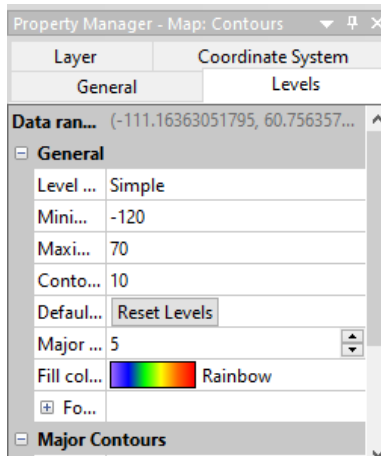 Property Manager - Map: Contours
Layer Coordinate System
General Levels
Data ran... (-111.16363051795, 60.756357...
General
Level ... Simple
Mini... -120
Maxi... 70
Conto... 10
Defaul... Reset Levels
Major ... 5
Fill col... Rainbow
Fo...
Major Contours